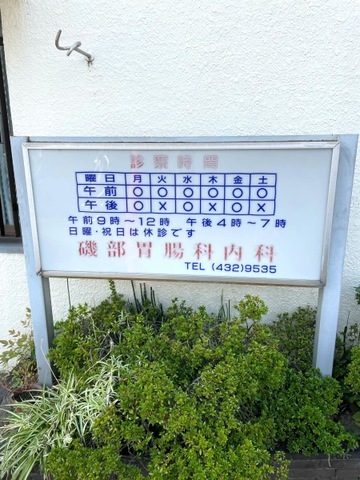 診察時間
曜日 月 火 水 木 金 土
午前 ○ ○ ○ ○ ○ ○
午後 ○ X ○ X ○ X
午前9時〜12時 午後4時〜7時
日曜・祝日は休診です
磯部胃腸科内科
TEL (432)9535